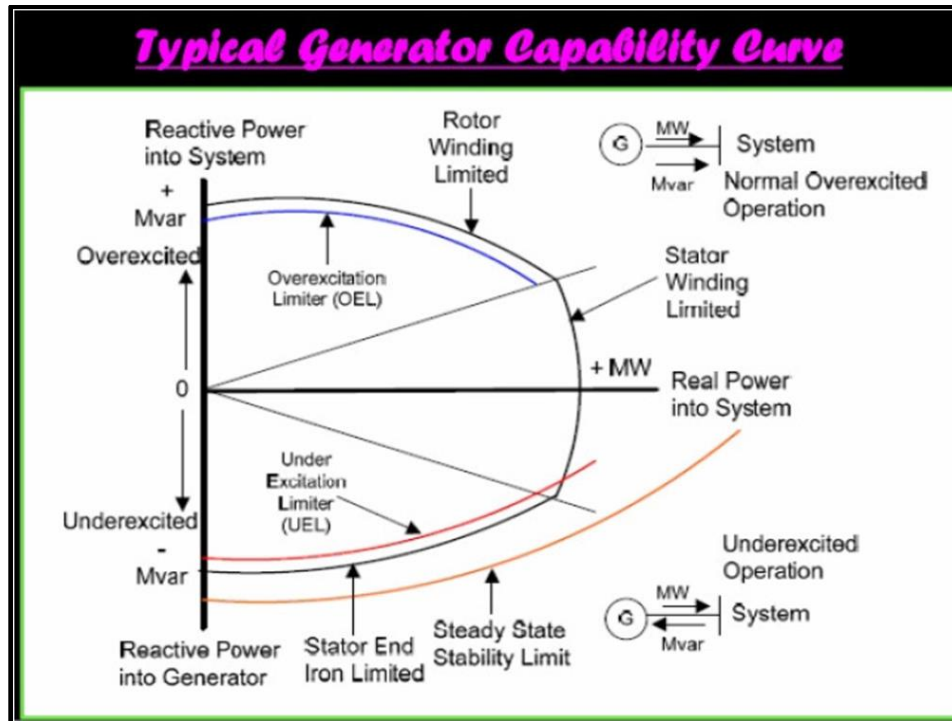 Typical Generator Capability Curve
Reactive Power
into System
+
Mvar
Overexcited
0
Underexcited
-
Mvar
Reactive Power
into Generator
Rotor
Winding
Limited
Overexcitation
Limiter (OEL)
G
MW
Mvar
System
Normal Overexcited
Operation
Stator
Winding
Limited
+ MW
Real Power
into System
Under
Excitation
Limiter
(UEL)
Stator End
Iron Limited
Steady State
Stability Limit
Underexcited
Operation
G
MW
Mvar
System